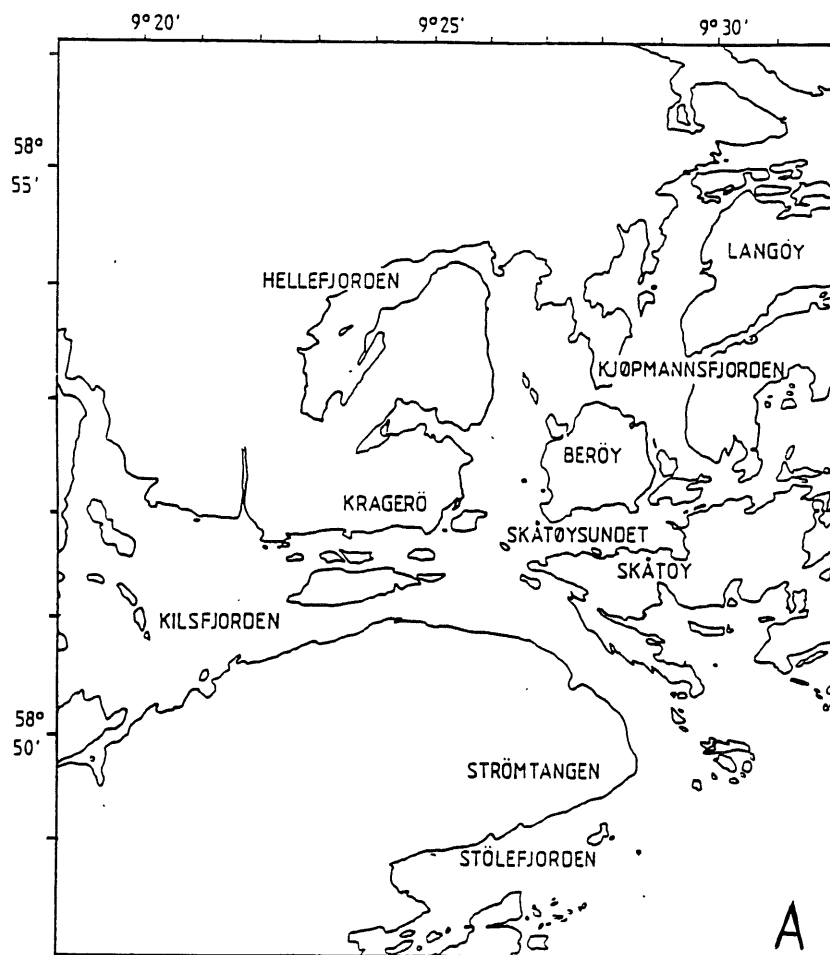 9° 20' 9° 25' 9° 30'
58°
55'
LANGÖY
HELLEFJORDEN
KJØPMANNSFJORDEN
BERÖY
KRAGERÖ
SKÅTØYSUNDET
SKÅTÖY
KILSFJORDEN
58°
50'
STRÖMTANGEN
STÖLEFJORDEN
A